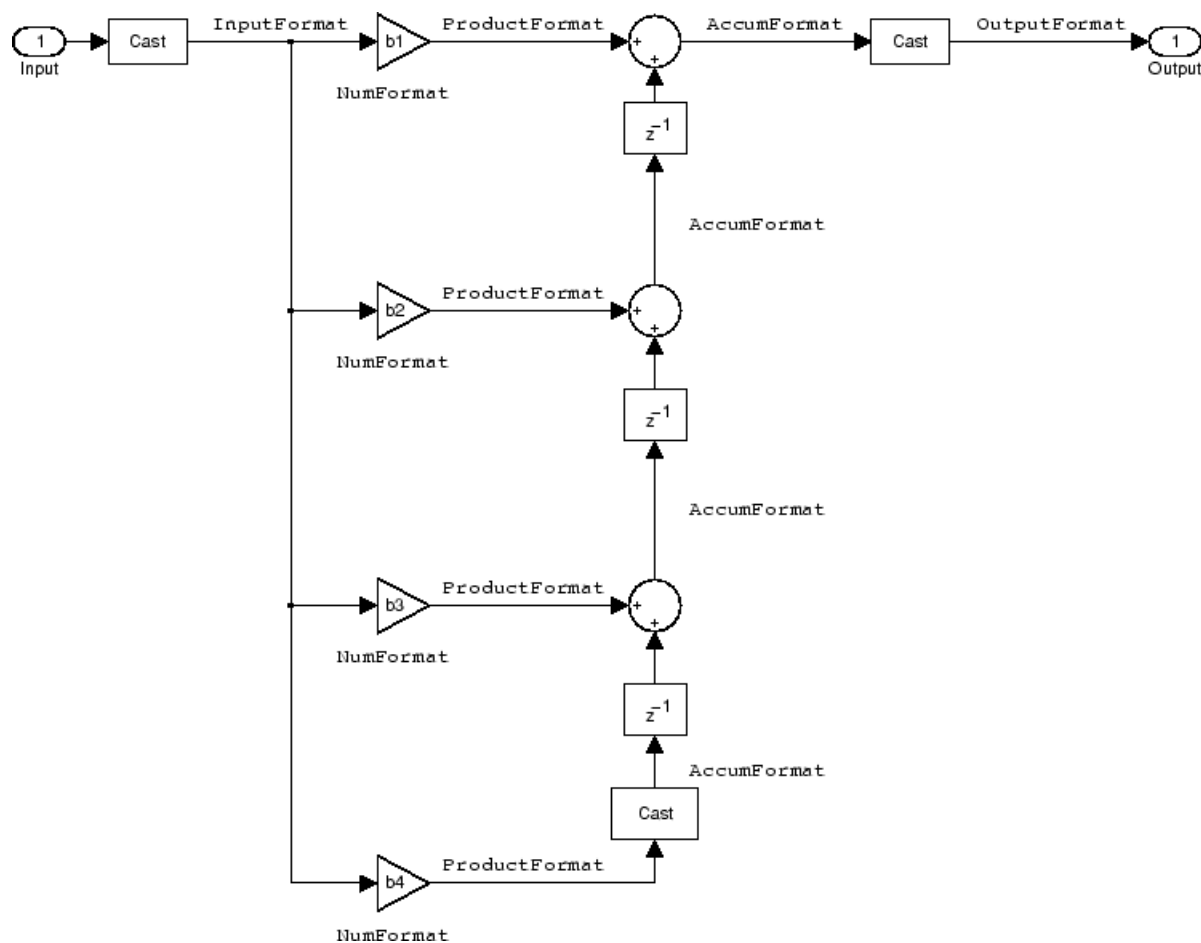 InputFormat
ProductFormat
AccumFormat
OutputFormat
1
Cast
b1
+
+
Cast
1
Input
Output
NumFormat
z⁻¹
AccumFormat
ProductFormat
b2
+
+
NumFormat
z⁻¹
AccumFormat
ProductFormat
b3
+
+
NumFormat
z⁻¹
AccumFormat
Cast
ProductFormat
b4
NumFormat